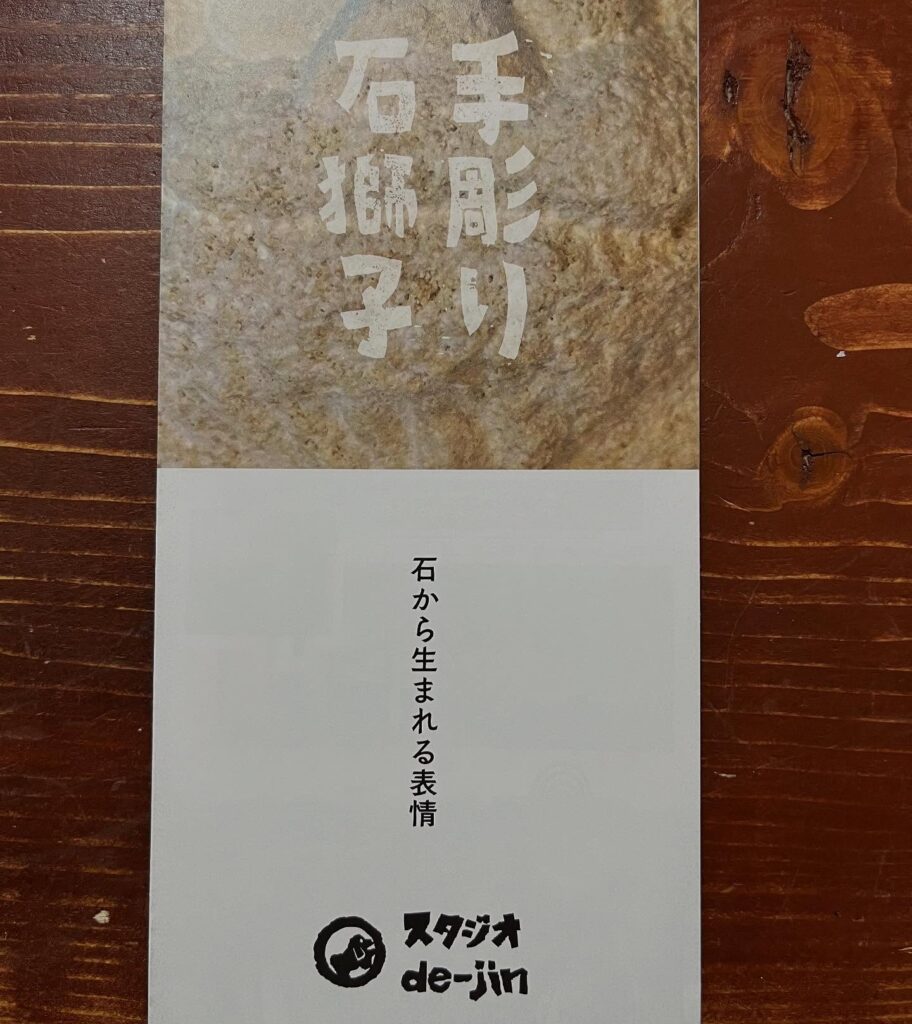 手彫り
石獅子
石から生まれる表情
スタジオ
de-jin